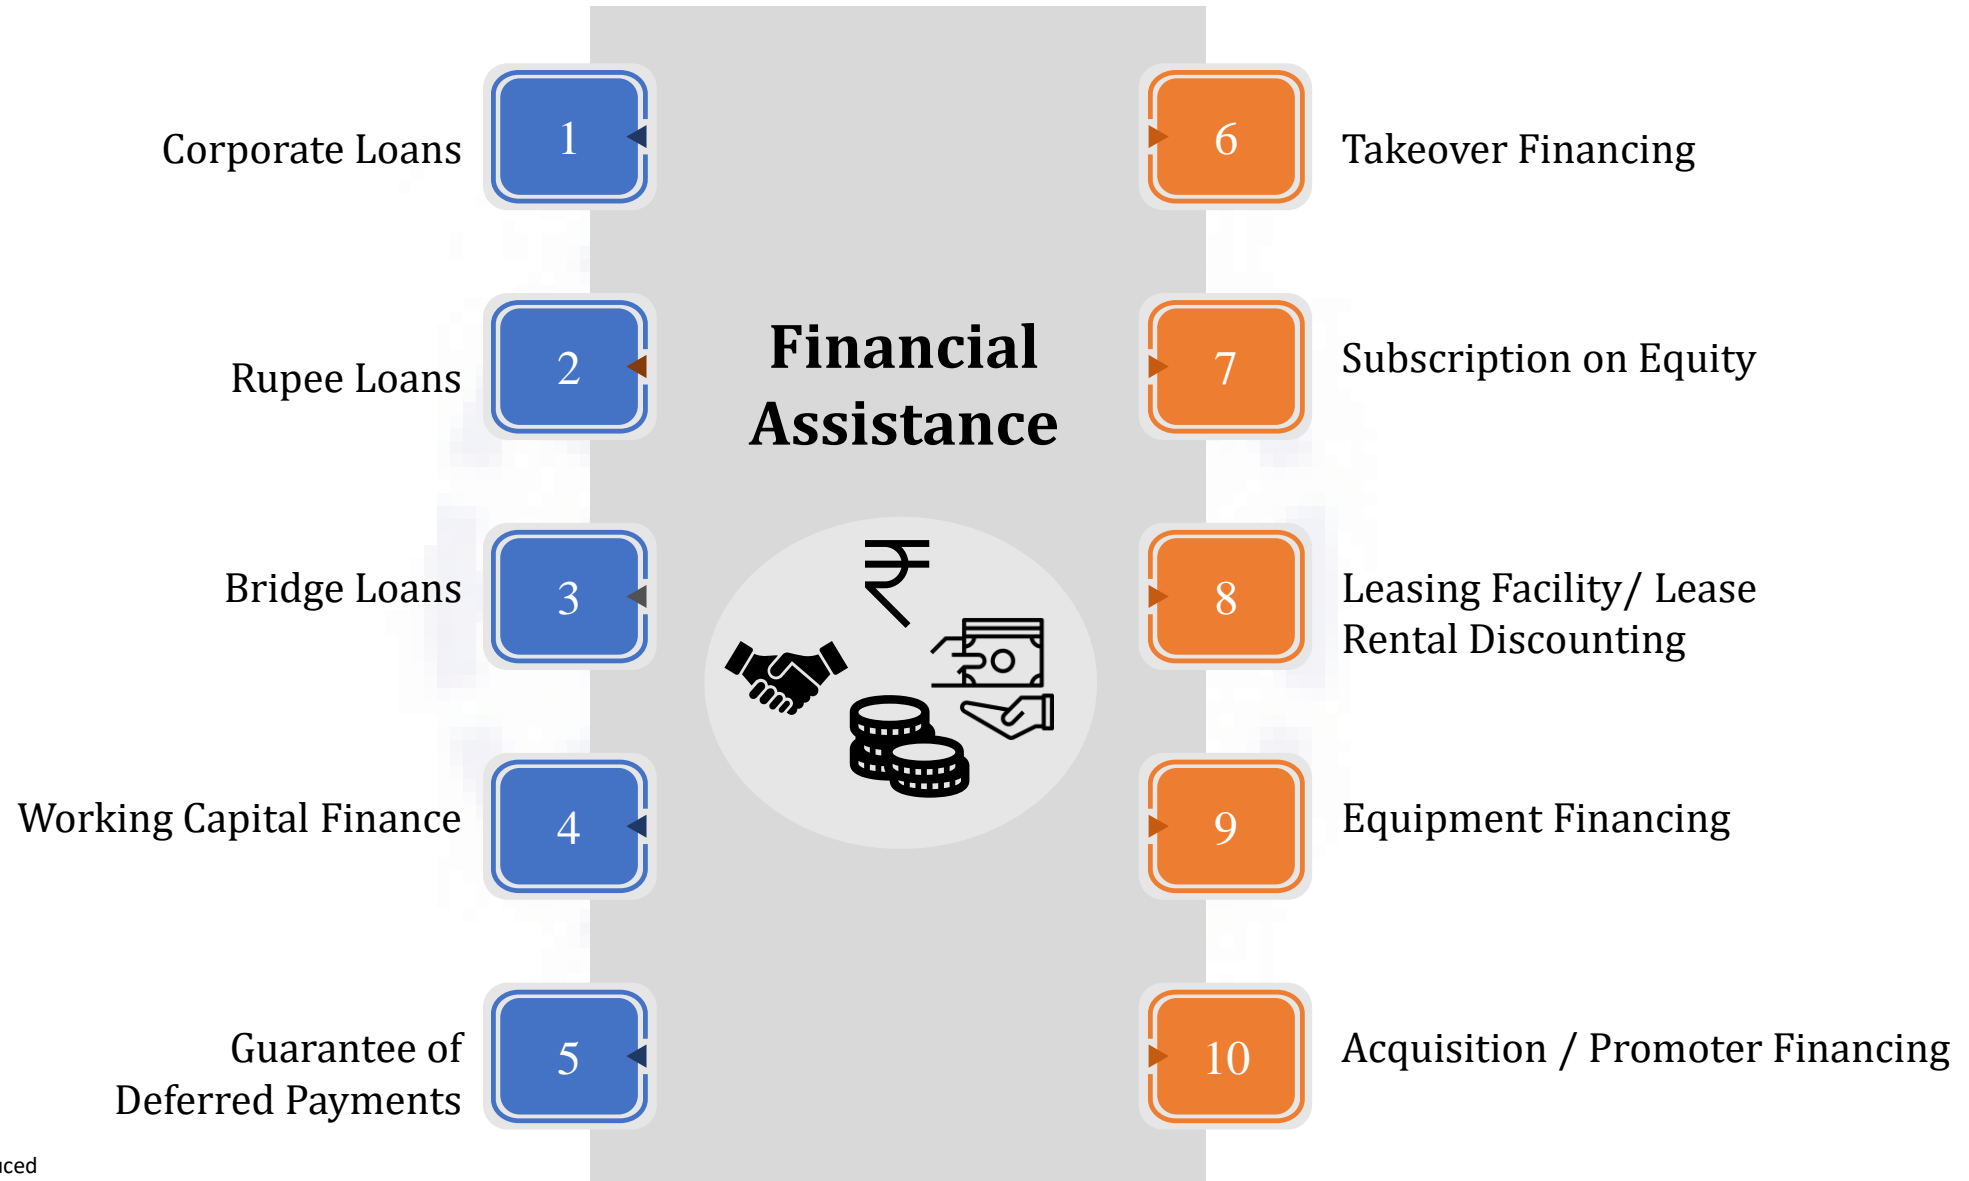 Corporate Loans
1
Rupee Loans
2
Bridge Loans
3
Working Capital Finance
4
Guarantee of
Deferred Payments
5
Financial
Assistance
₹
6
Takeover Financing
7
Subscription on Equity
8
Leasing Facility/ Lease
Rental Discounting
9
Equipment Financing
10
Acquisition / Promoter Financing